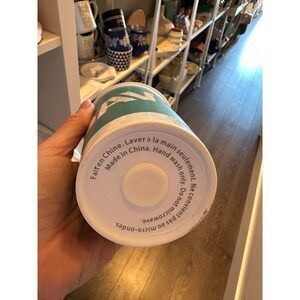 Fait en Chine. Laver à la main seulement. Ne convient pas au micro-ondes.
Made in China. Hand wash only. Do not microwave.